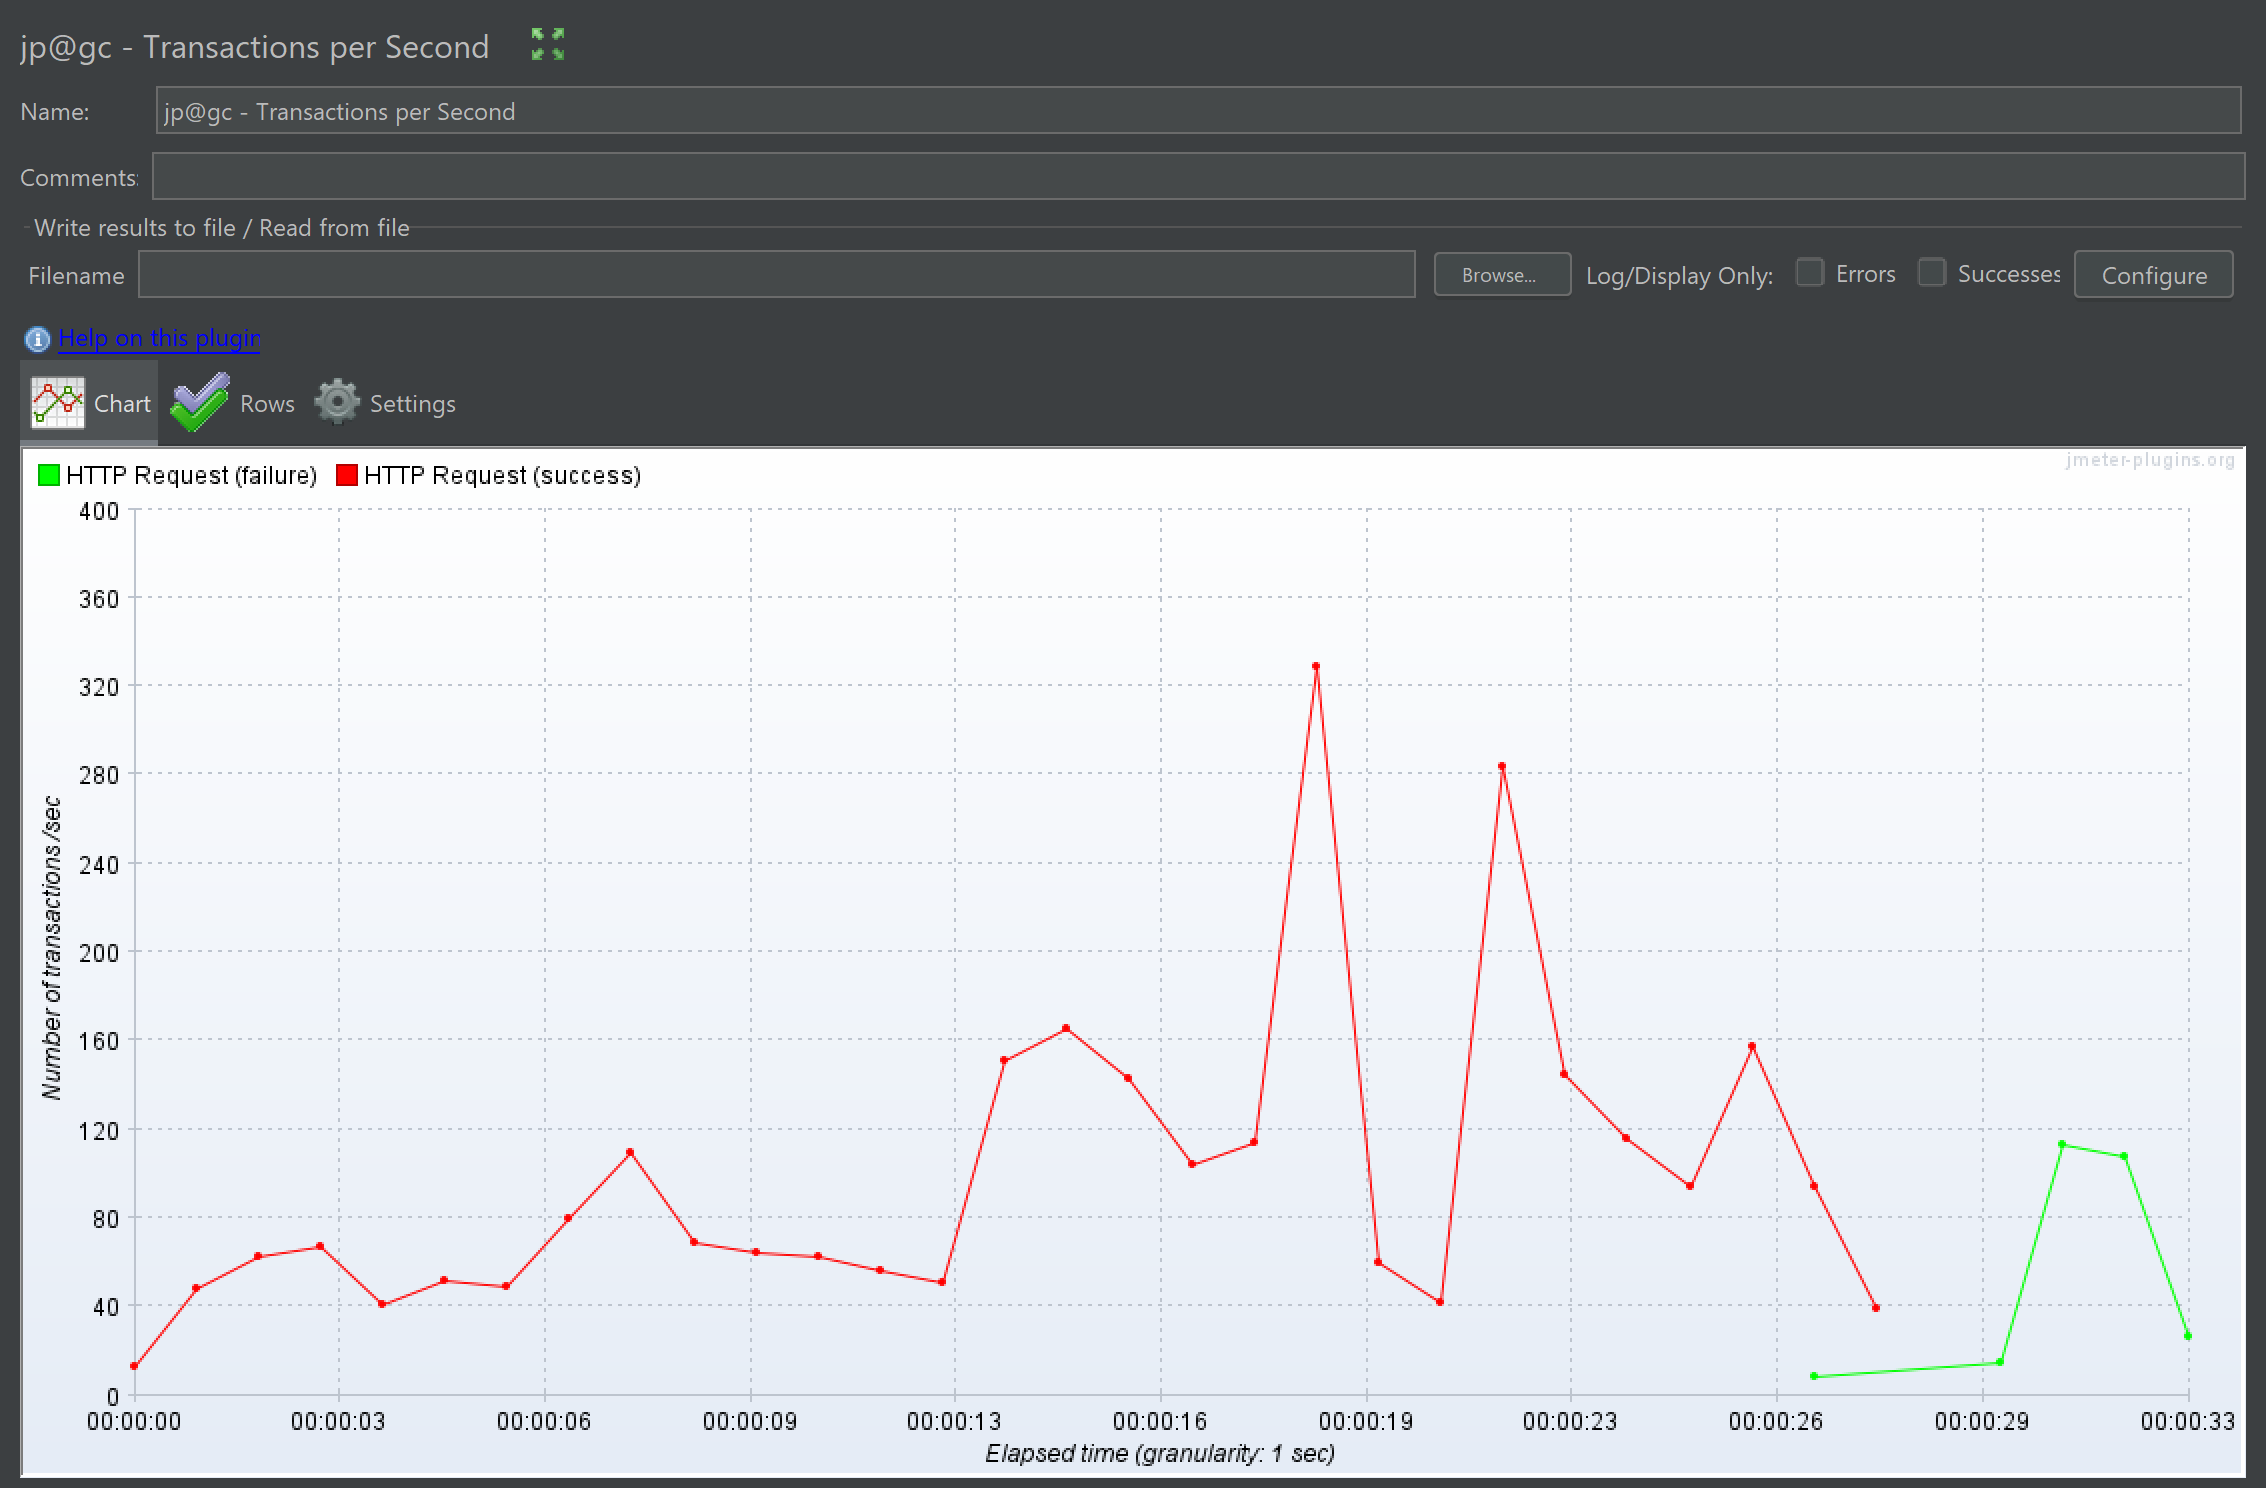 jp@gc - Transactions per Second
Name: jp@gc - Transactions per Second
Comments:
Write results to file / Read from file
Filename Browse... Log/Display Only: Errors Successes Configure
Help on this plugin
Chart Rows Settings
HTTP Request (failure) HTTP Request (success)
jmeter-plugins.org
400
360
320
280
240
200
160
120
80
40
0
Number of transactions /sec
00:00:00 00:00:03 00:00:06 00:00:09 00:00:13 00:00:16 00:00:19 00:00:23 00:00:26 00:00:29 00:00:33
Elapsed time (granularity: 1 sec)